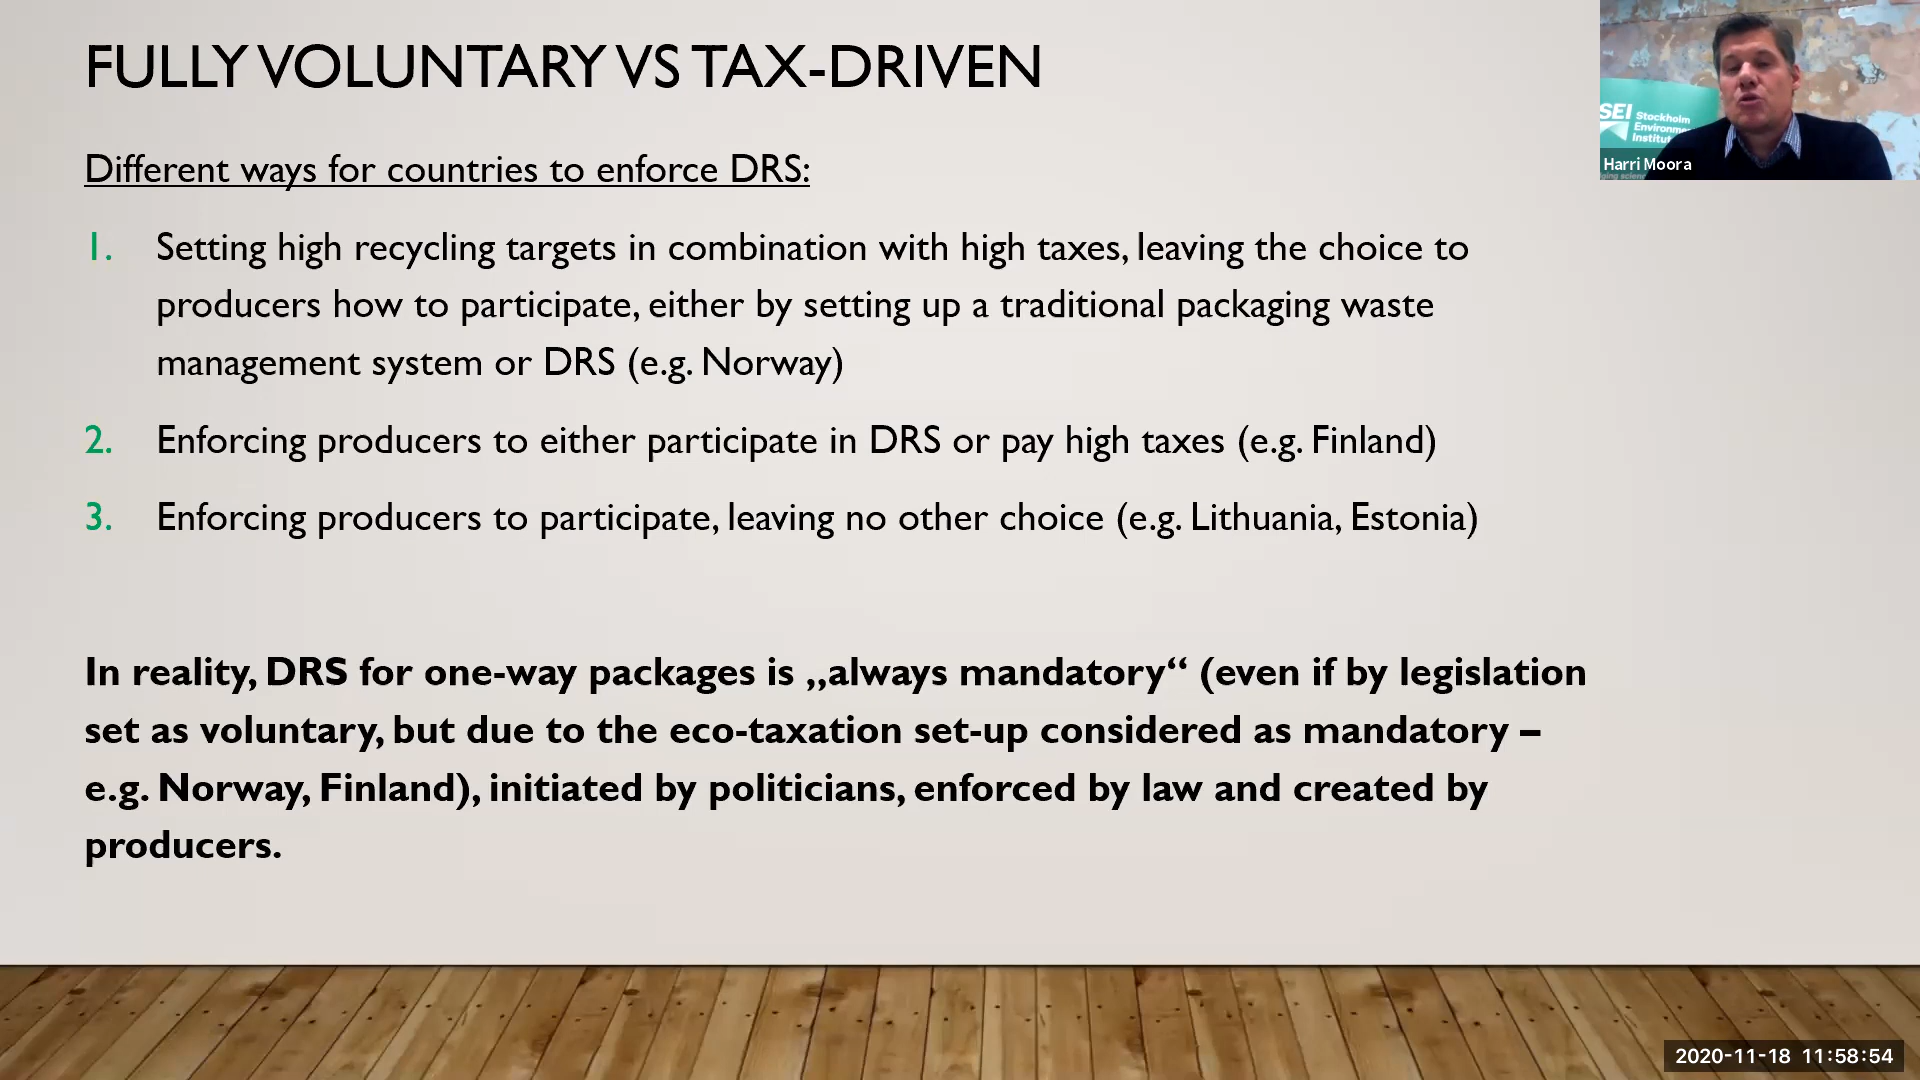 FULLY VOLUNTARY VS TAX-DRIVEN
Different ways for countries to enforce DRS:
1. Setting high recycling targets in combination with high taxes, leaving the choice to
producers how to participate, either by setting up a traditional packaging waste
management system or DRS (e.g. Norway)
2. Enforcing producers to either participate in DRS or pay high taxes (e.g. Finland)
3. Enforcing producers to participate, leaving no other choice (e.g. Lithuania, Estonia)
In reality, DRS for one-way packages is „always mandatory“ (even if by legislation
set as voluntary, but due to the eco-taxation set-up considered as mandatory –
e.g. Norway, Finland), initiated by politicians, enforced by law and created by
producers.
SEI Stockholm
Harri Moora
2020-11-18 11:58:54